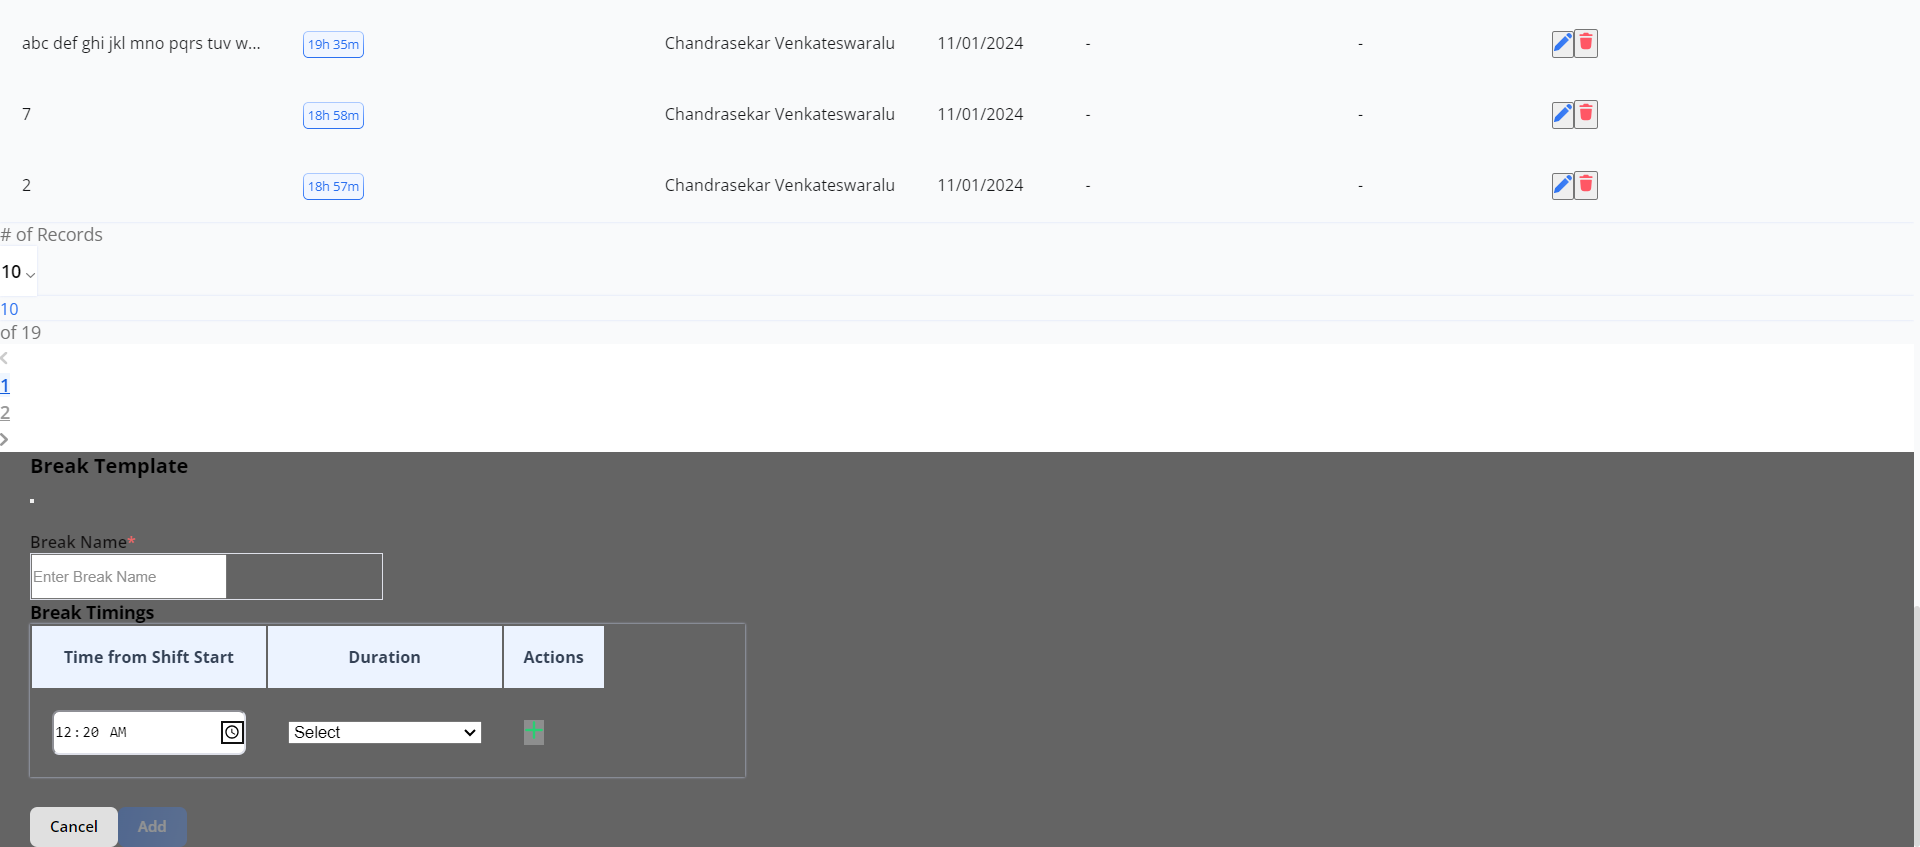 abc def ghi jkl mno pqrs tuv w... 19h 35m Chandrasekar Venkateswaralu 11/01/2024 - -
7 18h 58m Chandrasekar Venkateswaralu 11/01/2024 - -
2 18h 57m Chandrasekar Venkateswaralu 11/01/2024 - -
# of Records
10
10
of 19
1
2
Break Template
Break Name*
Enter Break Name
Break Timings
Time from Shift Start Duration Actions
12:20 AM Select +
Cancel Add